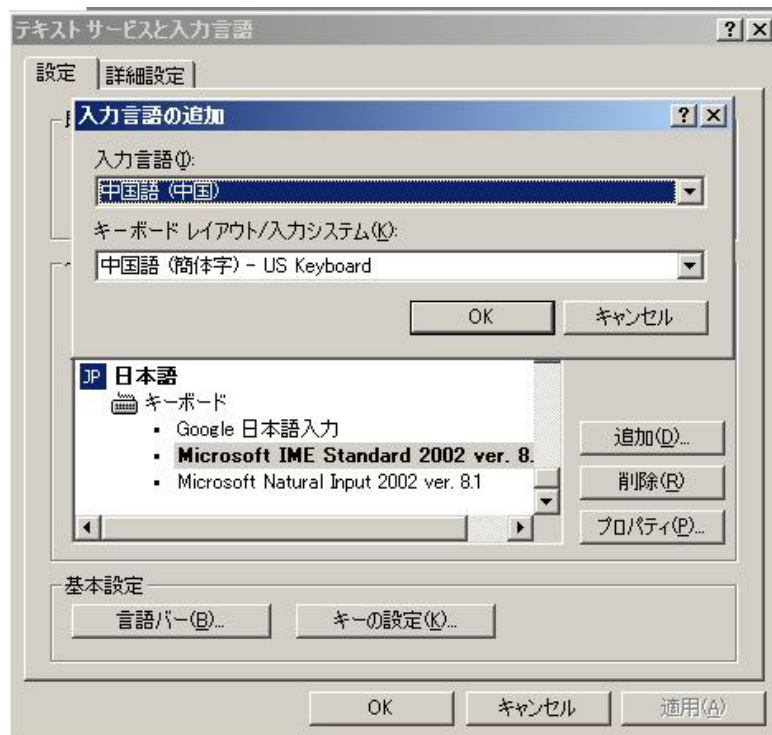 テキスト サービスと入力言語
設定
詳細設定
入力言語の追加
入力言語(I):
中国語 (中国)
キーボード レイアウト/入力システム(K):
中国語 (簡体字) - US Keyboard
OK
キャンセル
JP 日本語
キーボード
Google 日本語入力
Microsoft IME Standard 2002 ver. 8.
Microsoft Natural Input 2002 ver. 8.1
追加(D)...
削除(R)
プロパティ(P)...
基本設定
言語バー(B)...
キーの設定(K)...
OK
キャンセル
適用(A)